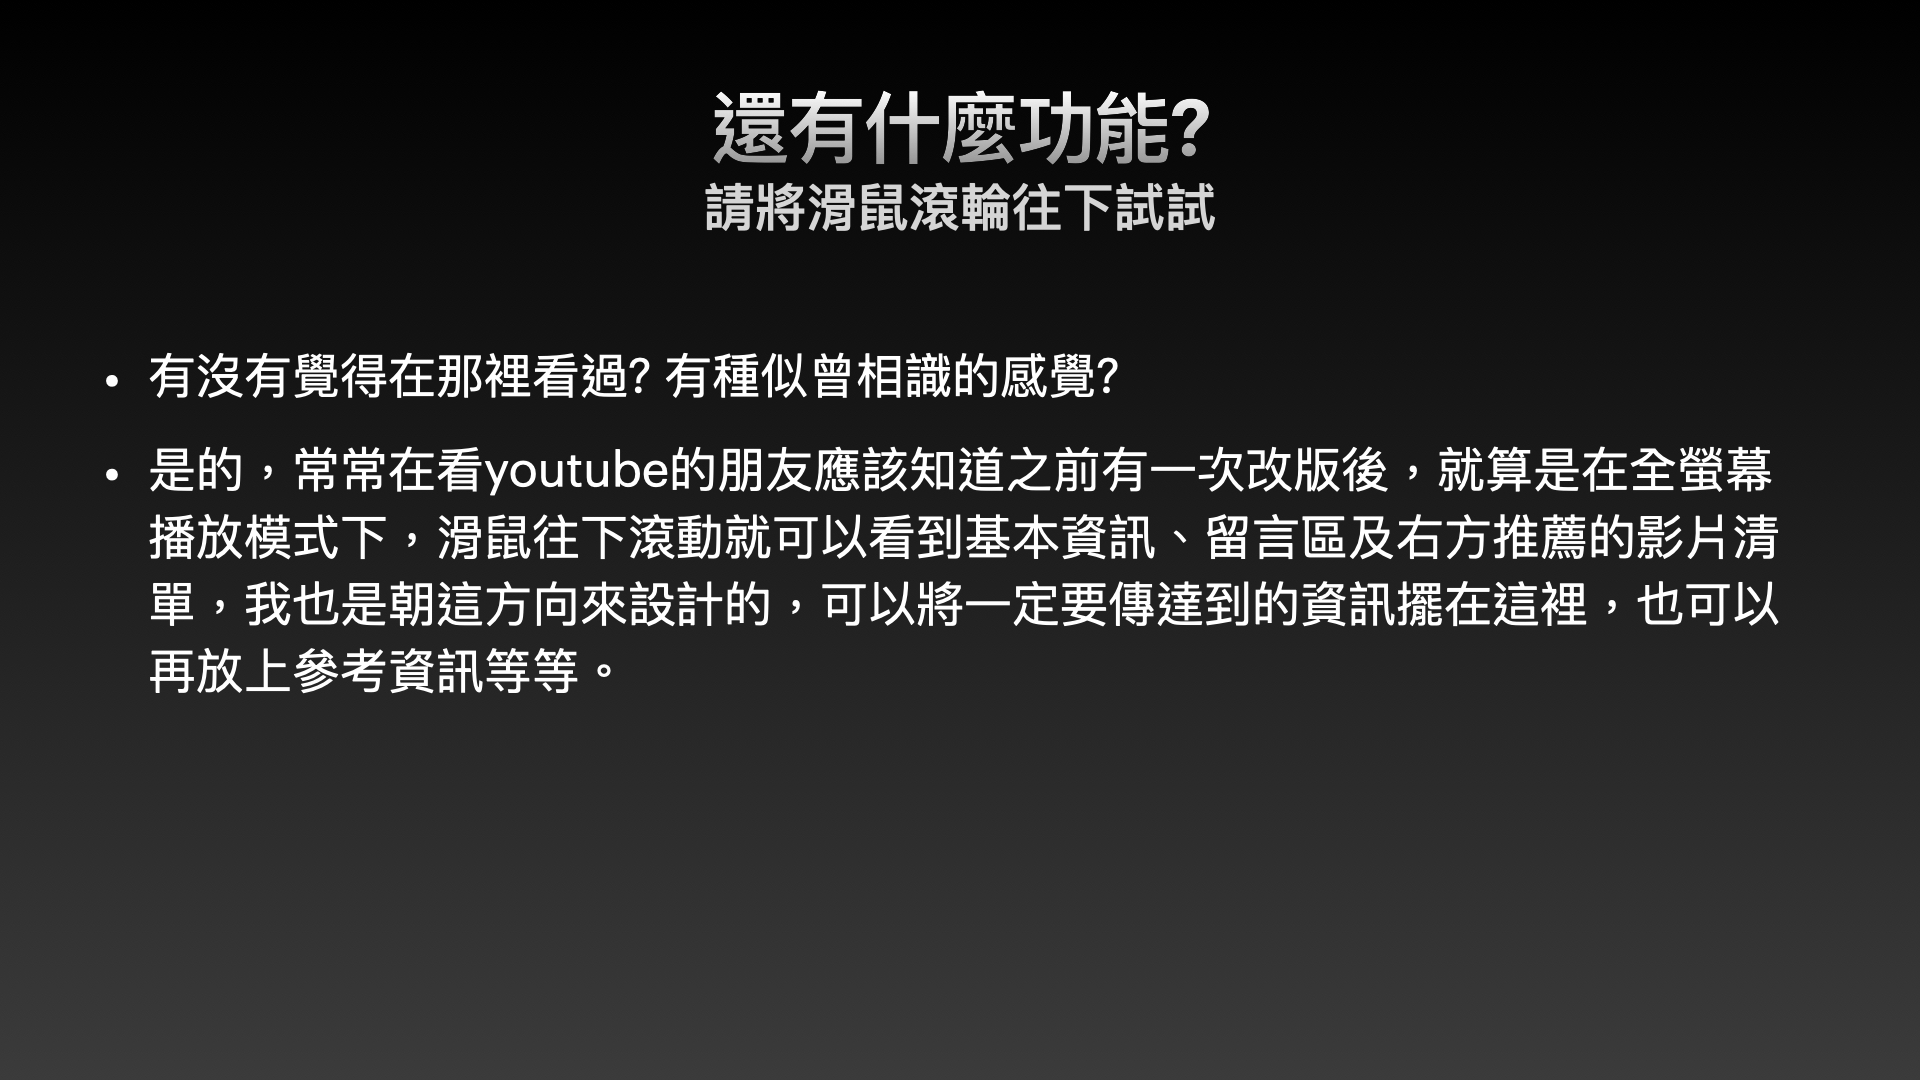 還有什麼功能?
請將滑鼠滾輪往下試試
• 有沒有覺得在那裡看過? 有種似曾相識的感覺?
• 是的，常常在看youtube的朋友應該知道之前有一次改版後，就算是在全螢幕
播放模式下，滑鼠往下滾動就可以看到基本資訊、留言區及右方推薦的影片清
單，我也是朝這方向來設計的，可以將一定要傳達到的資訊擺在這裡，也可以
再放上參考資訊等等。